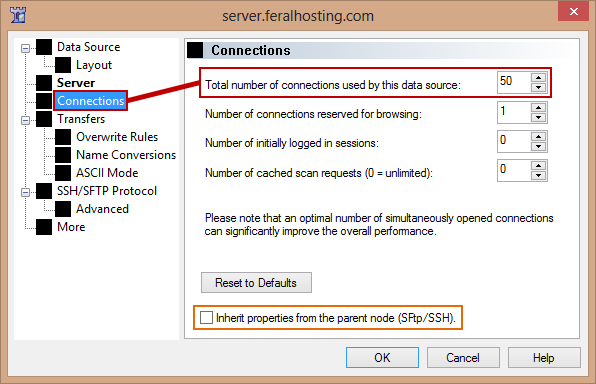 server.feralhosting.com
Data Source
Layout
Server
Connections
Transfers
Overwrite Rules
Name Conversions
ASCII Mode
SSH/SFTP Protocol
Advanced
More
Connections
Total number of connections used by this data source: 50
Number of connections reserved for browsing: 1
Number of initially logged in sessions: 0
Number of cached scan requests (0 = unlimited): 0
Please note that an optimal number of simultaneously opened connections
can significantly improve the overall performance.
Reset to Defaults
Inherit properties from the parent node (SFtp/SSH).
OK
Cancel
Help